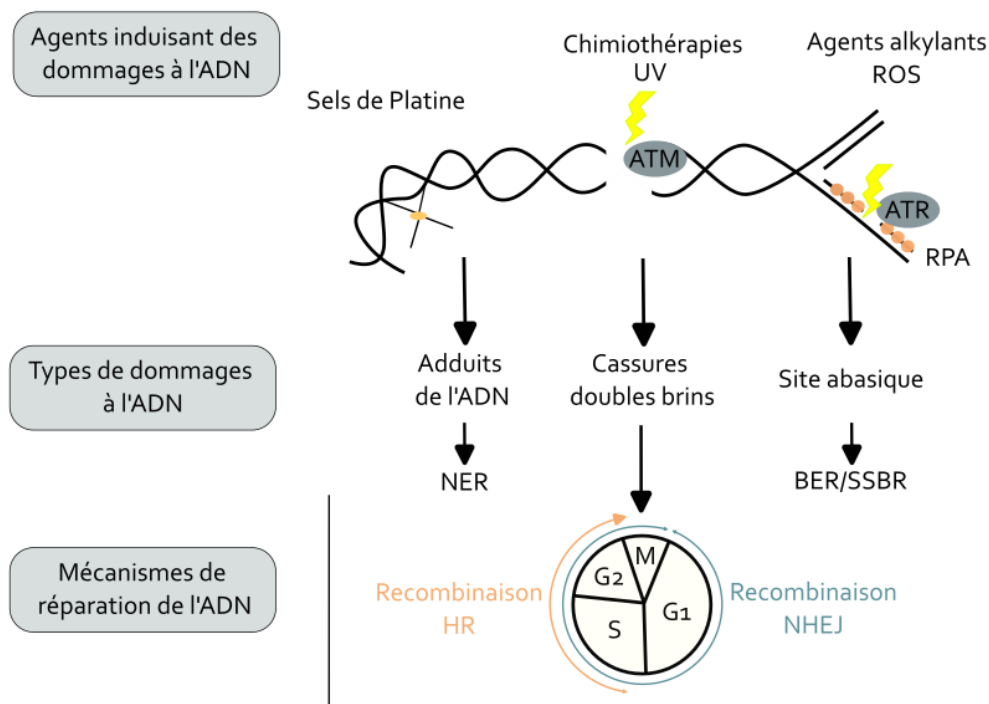 Agents induisant des
dommages à l'ADN
Sels de Platine
Chimiothérapies
UV
Agents alkylants
ROS
ATM
ATR
RPA
Types de dommages
à l'ADN
Adduits
de l'ADN
Cassures
doubles brins
Site abasique
NER
BER/SSBR
Mécanismes de
réparation de l'ADN
Recombinaison
HR
M
G2
G1
S
Recombinaison
NHEJ